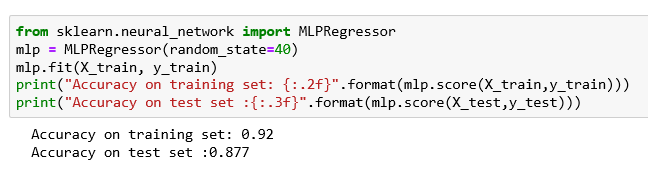 from sklearn.neural_network import MLPRegressor
mlp = MLPRegressor(random_state=40)
mlp.fit(X_train, y_train)
print("Accuracy on training set: {:.2f}".format(mlp.score(X_train,y_train)))
print("Accuracy on test set :{:.3f}".format(mlp.score(X_test,y_test)))
Accuracy on training set: 0.92
Accuracy on test set :0.877